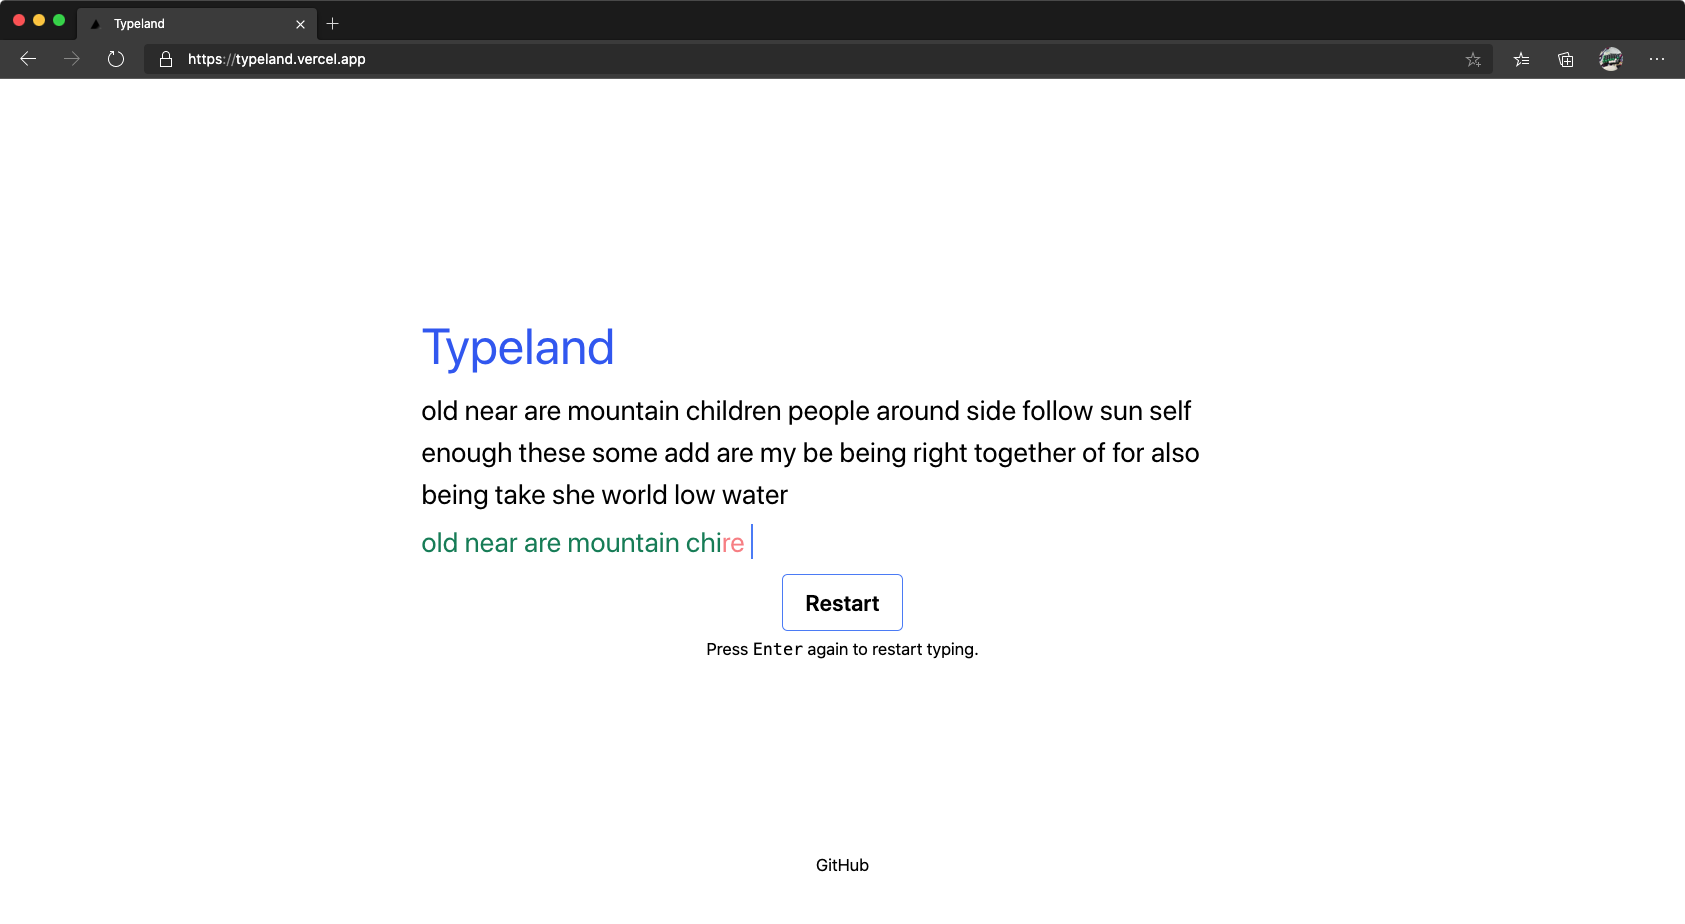 Typeland
https://typeland.vercel.app
Typeland
old near are mountain children people around side follow sun self
enough these some add are my be being right together of for also
being take she world low water
old near are mountain chire
Restart
Press Enter again to restart typing.
GitHub